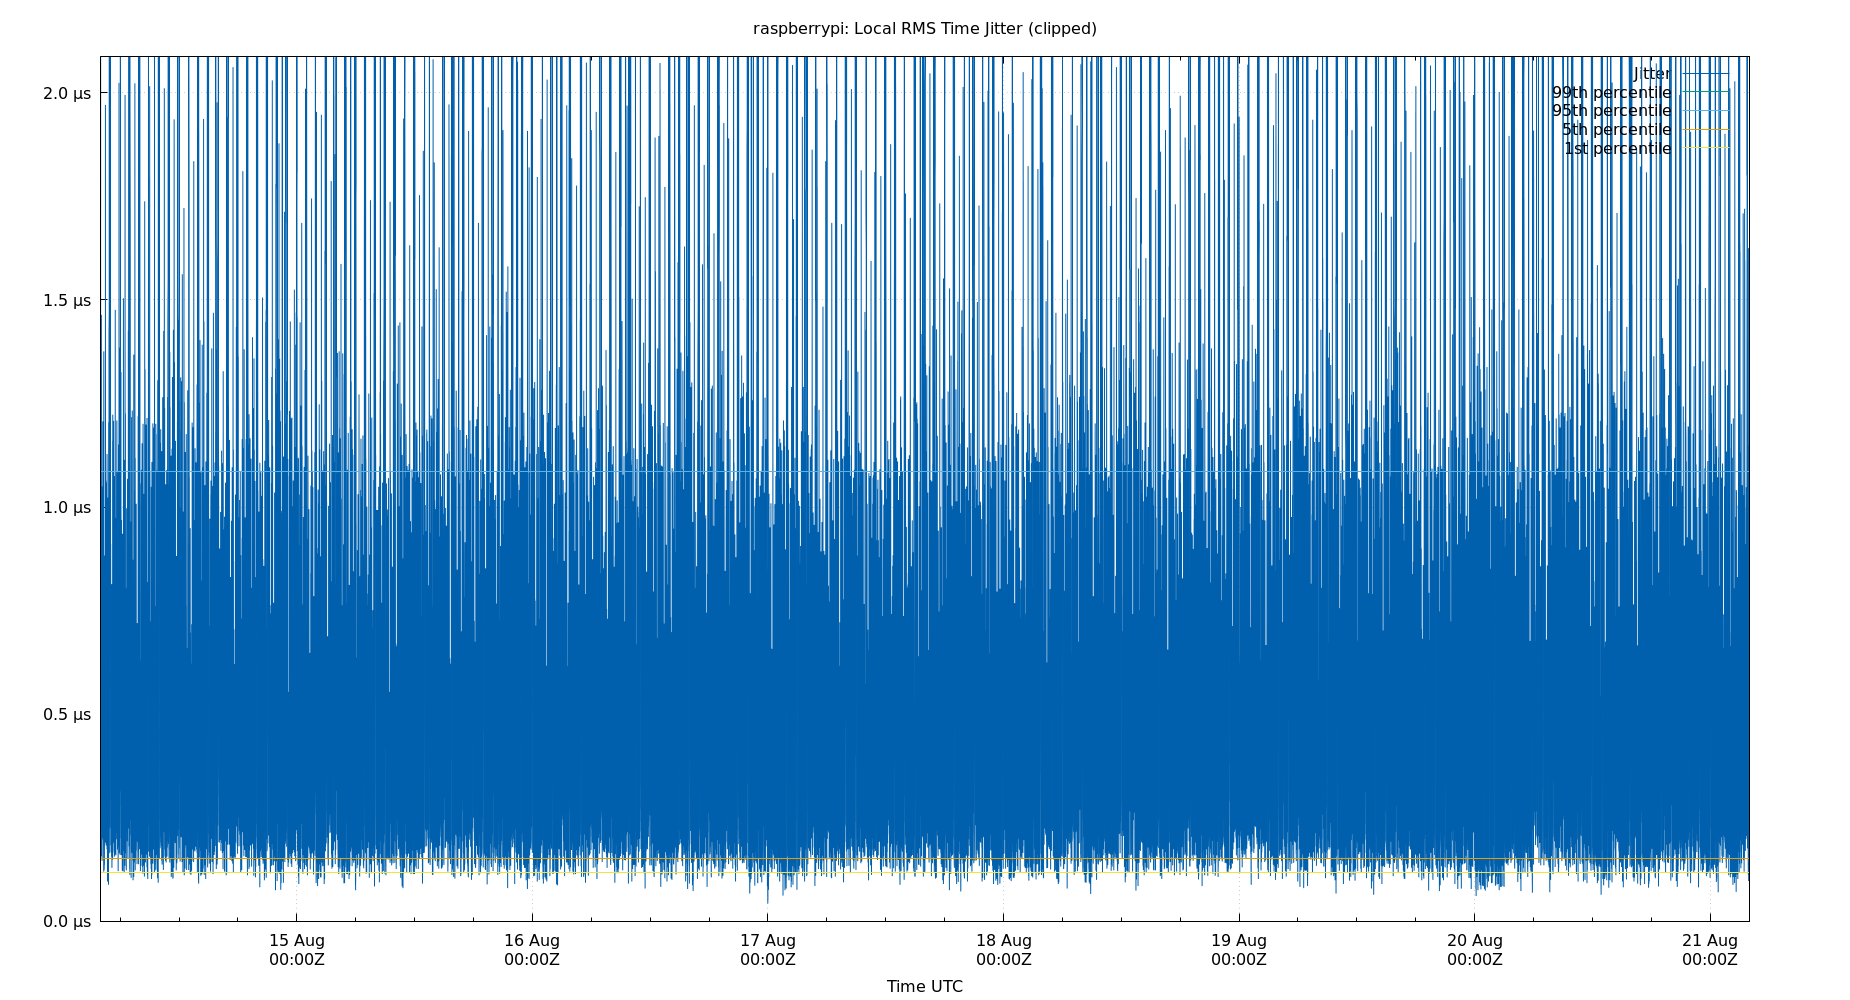 raspberrypi: Local RMS Time Jitter (clipped)
Jitter
99th percentile
95th percentile
5th percentile
1st percentile
2.0 µs
1.5 µs
1.0 µs
0.5 µs
0.0 µs
15 Aug 16 Aug 17 Aug 18 Aug 19 Aug 20 Aug 21 Aug
00:00Z 00:00Z 00:00Z 00:00Z 00:00Z 00:00Z 00:00Z
Time UTC